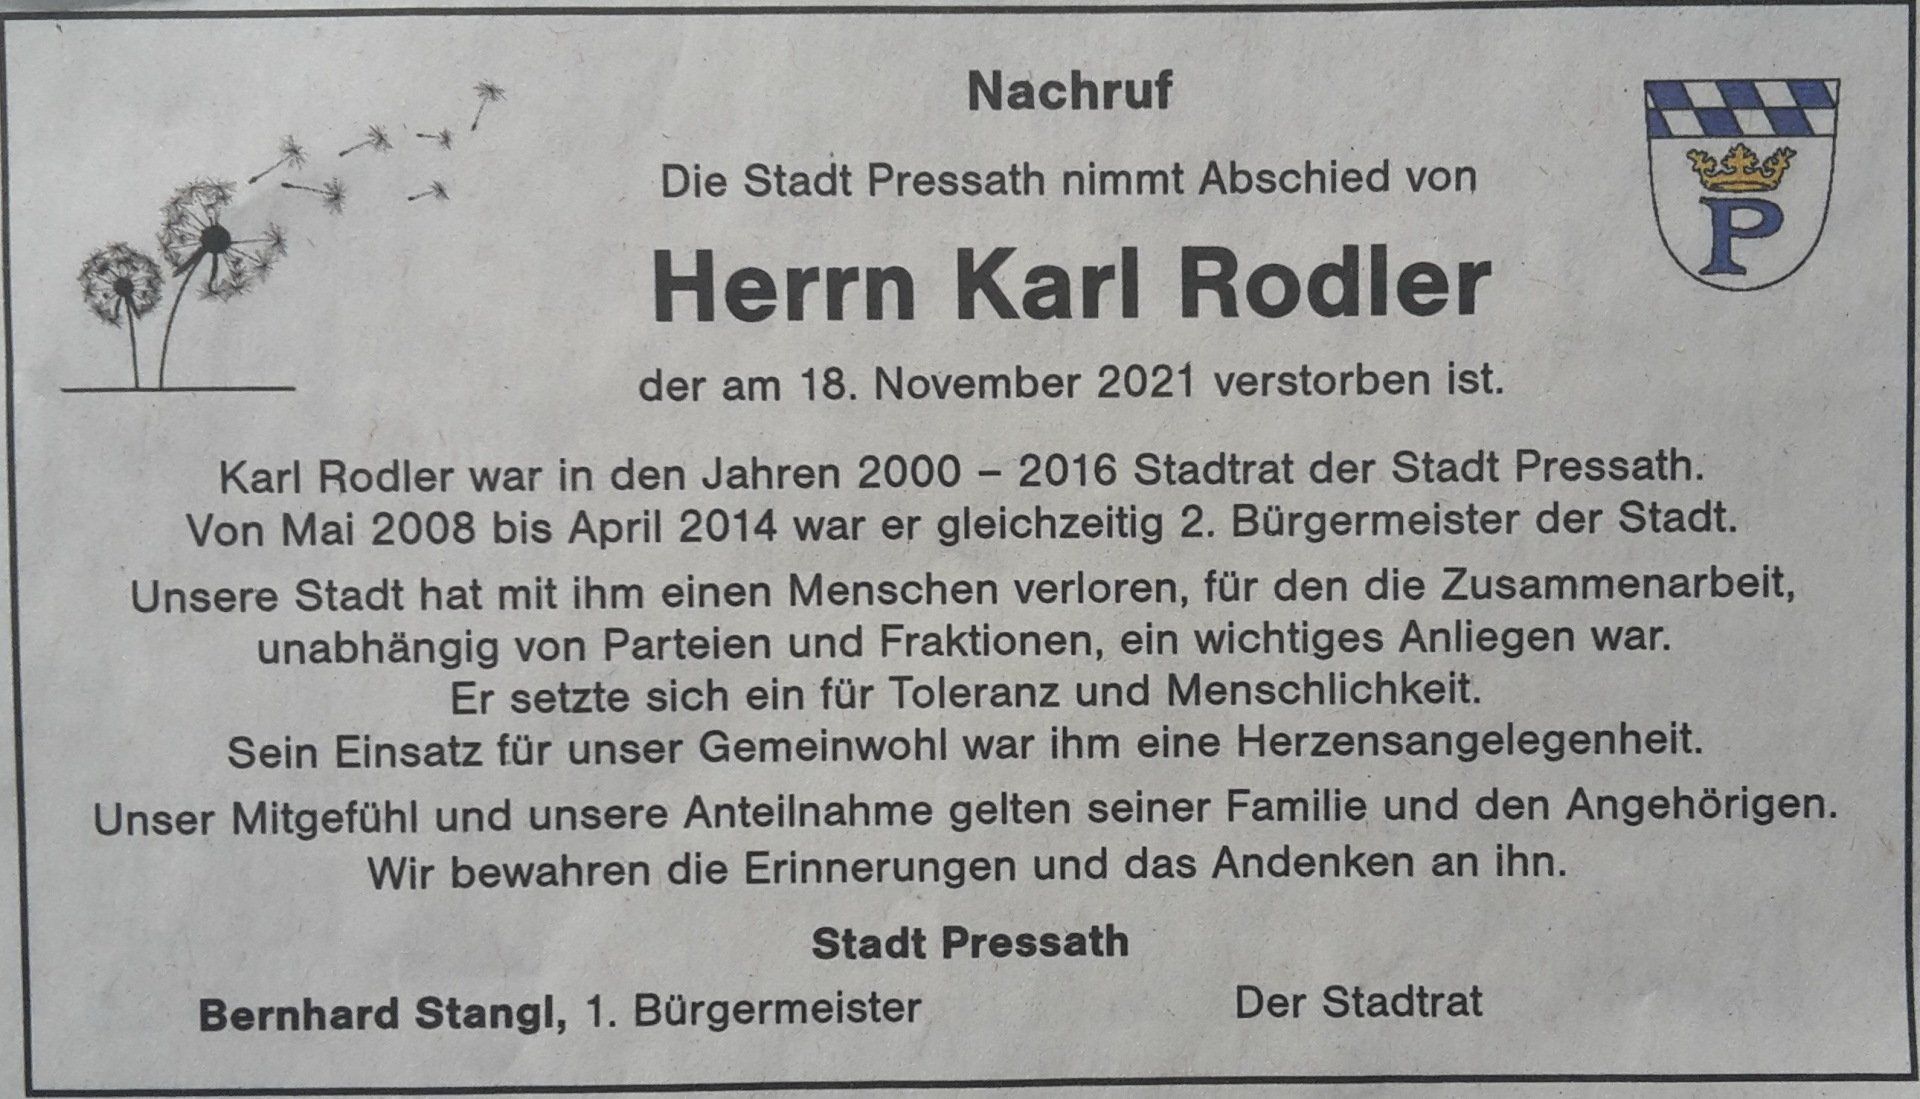 Nachruf
P
Die Stadt Pressath nimmt Abschied von
Herrn Karl Rodler
der am 18. November 2021 verstorben ist.
Karl Rodler war in den Jahren 2000 – 2016 Stadtrat der Stadt Pressath.
Von Mai 2008 bis April 2014 war er gleichzeitig 2. Bürgermeister der Stadt.
Unsere Stadt hat mit ihm einen Menschen verloren, für den die Zusammenarbeit,
unabhängig von Parteien und Fraktionen, ein wichtiges Anliegen war.
Er setzte sich ein für Toleranz und Menschlichkeit.
Sein Einsatz für unser Gemeinwohl war ihm eine Herzensangelegenheit.
Unser Mitgefühl und unsere Anteilnahme gelten seiner Familie und den Angehörigen.
Wir bewahren die Erinnerungen und das Andenken an ihn.
Stadt Pressath
Bernhard Stangl, 1. Bürgermeister
Der Stadtrat